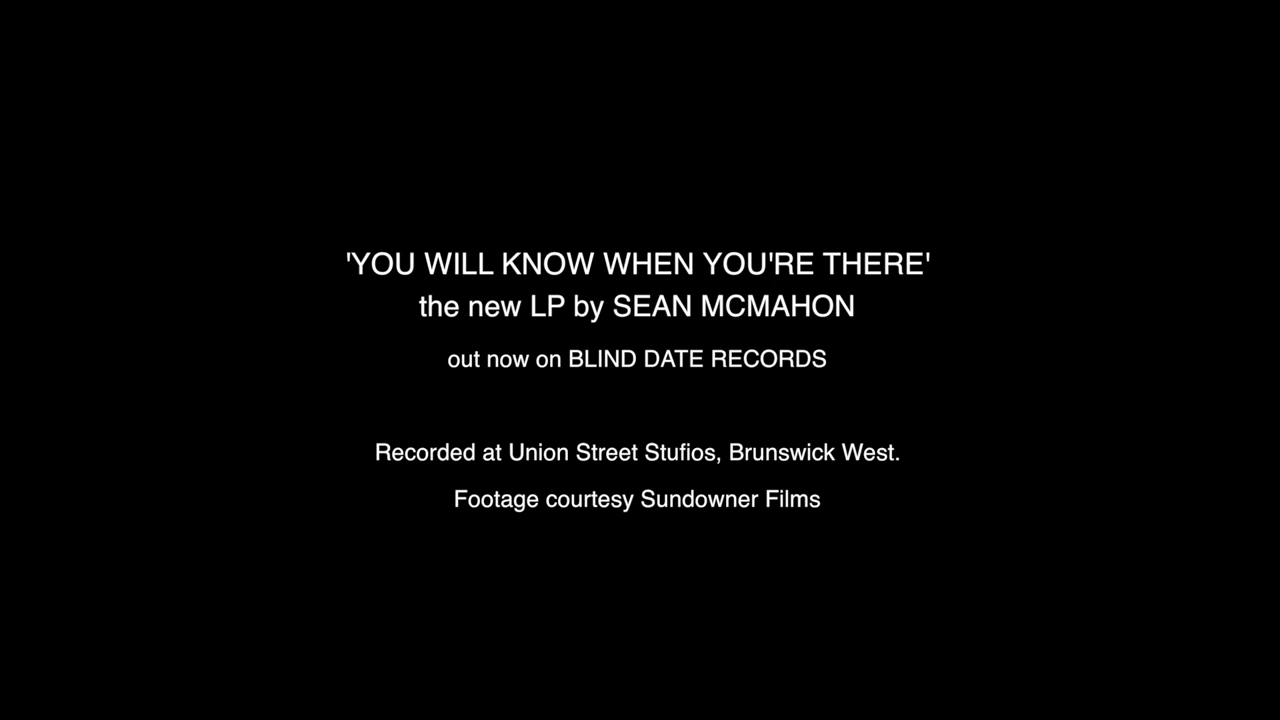 'YOU WILL KNOW WHEN YOU'RE THERE'
the new LP by SEAN MCMAHON
out now on BLIND DATE RECORDS
Recorded at Union Street Stufios, Brunswick West.
Footage courtesy Sundowner Films